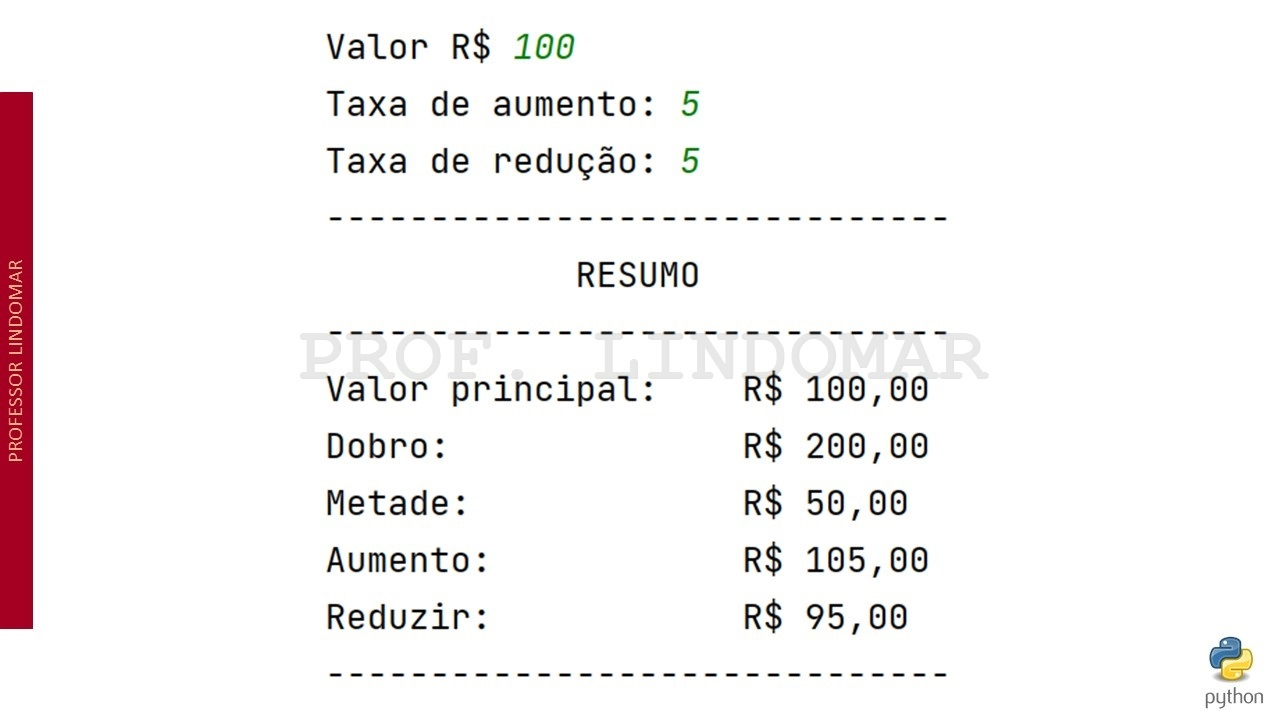 Valor R$ 100
Taxa de aumento: 5
Taxa de redução: 5
------------------------------
RESUMO
------------------------------
PROF. LINDOMAR
Valor principal: R$ 100,00
Dobro: R$ 200,00
Metade: R$ 50,00
Aumento: R$ 105,00
Reduzir: R$ 95,00
------------------------------
PROFESSOR LINDOMAR
python